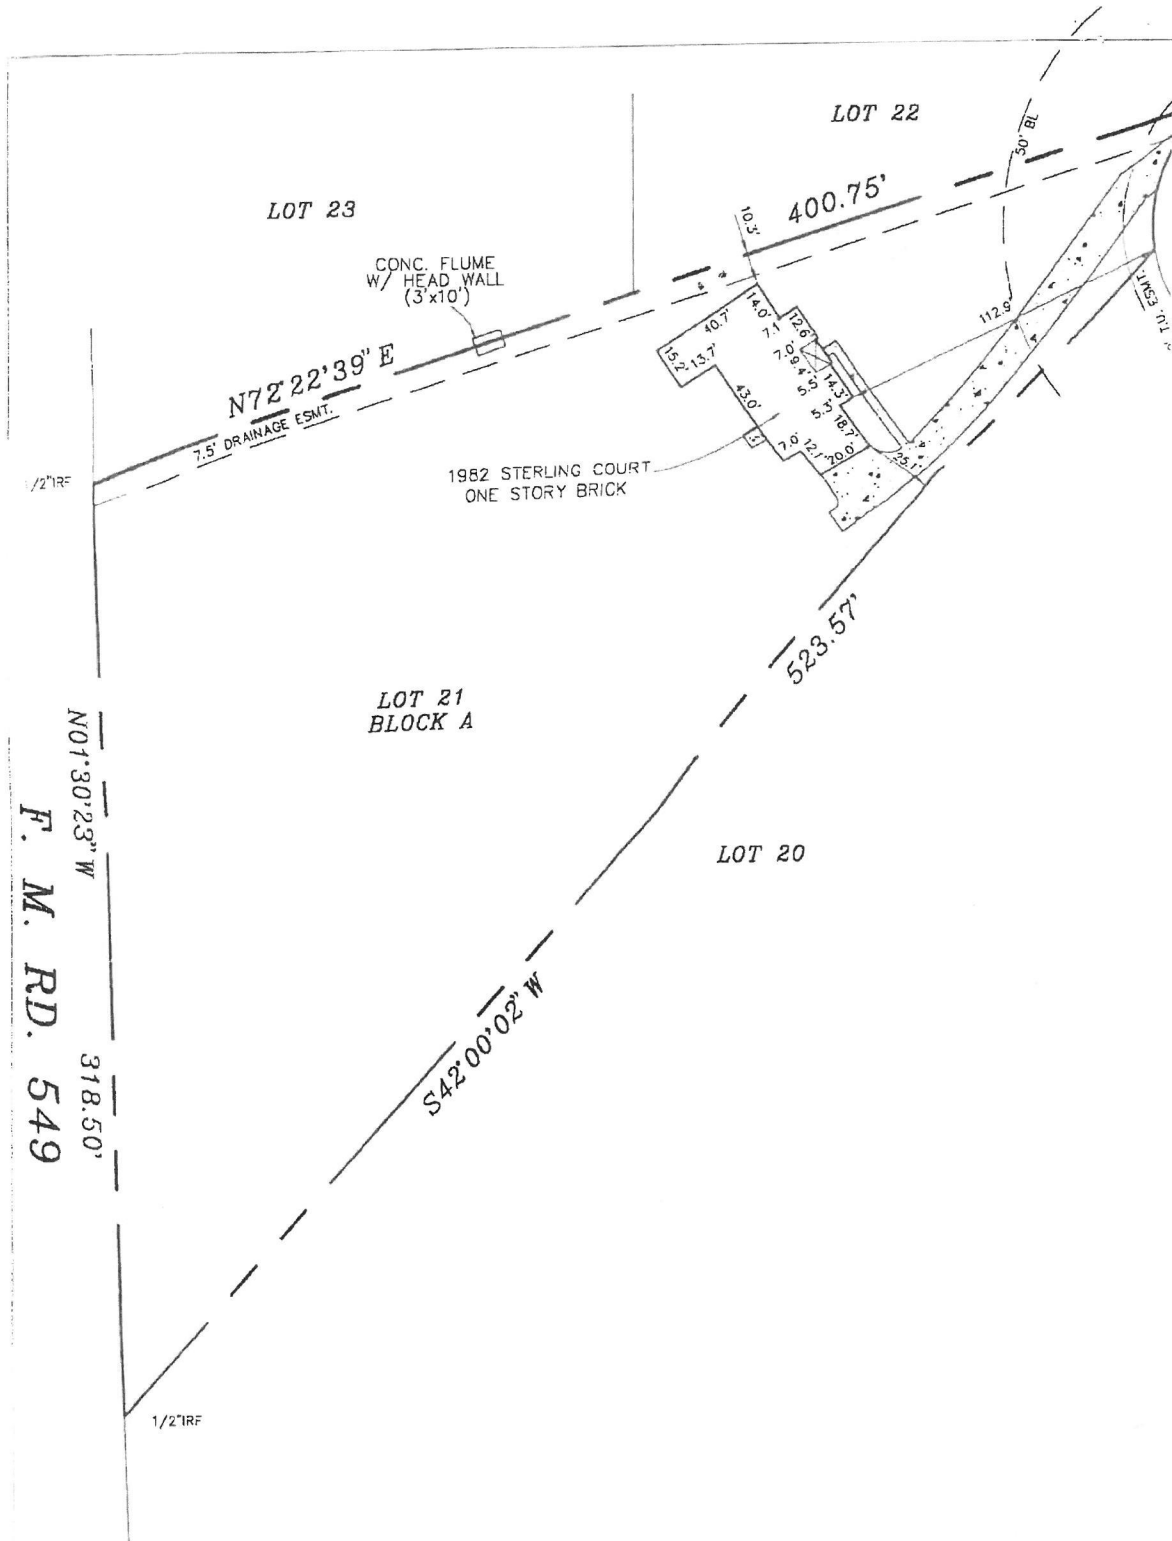 LOT 22
50' BL
400.75'
LOT 23
10.3'
CONC. FLUME
W/ HEAD WALL
(3'x10')
T.U. ESMT.
112.9'
14.0'
12.6'
7.1'
40.7'
7.0'
9.4'
15.2'
13.7'
5.5'
14.3'
N72°22'39" E
43.0'
5.3'
18.7'
7.5' DRAINAGE ESMT.
7.0'
12.1'
20.0'
25.1'
1982 STERLING COURT
ONE STORY BRICK
1/2"IRF
523.57'
LOT 21
BLOCK A
N01°30'23" W
LOT 20
F. M. RD. 549
S42°00'02" W
318.50'
1/2"IRF